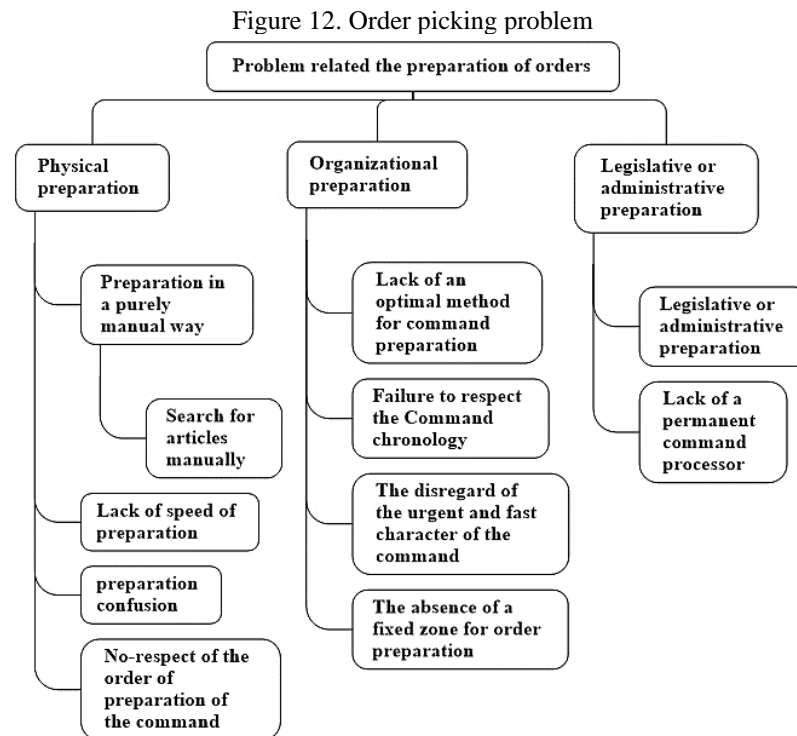 Figure 12. Order picking problem
Problem related the preparation of orders
Physical
preparation
Preparation in
a purely
manual way
Search for
articles
manually
Lack of speed of
preparation
preparation
confusion
No-respect of the
order of
preparation of
the command
Organizational
preparation
Lack of an
optimal method
for command
preparation
Failure to respect
the Command
chronology
The disregard of
the urgent and fast
character of the
command
The absence of a
fixed zone for order
preparation
Legislative or
administrative
preparation
Legislative or
administrative
preparation
Lack of a
permanent
command
processor